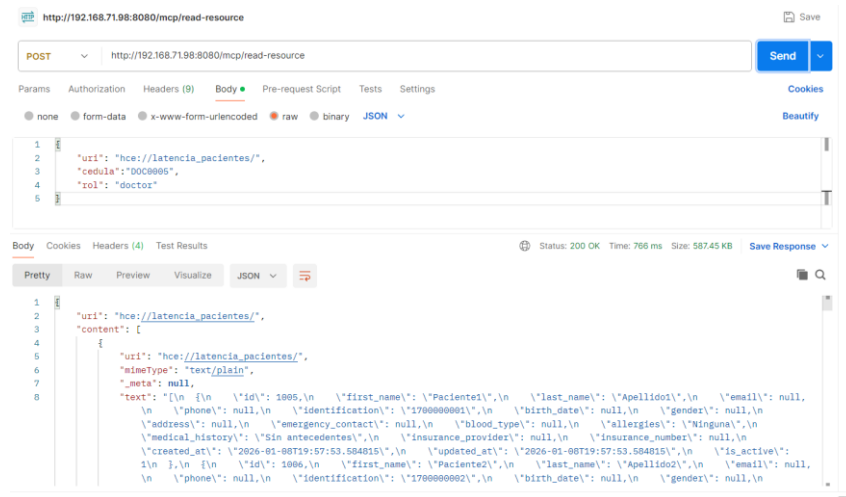 HTTP http://192.168.71.98:8080/mcp/read-resource Save
POST http://192.168.71.98:8080/mcp/read-resource Send
Params Authorization Headers (9) Body Pre-request Script Tests Settings Cookies
none form-data x-www-form-urlencoded raw binary JSON Beautify
1 {
2 "uri": "hce://latencia_pacientes/",
3 "cedula":"DOC0005",
4 "rol": "doctor"
5 }
Body Cookies Headers (4) Test Results Status: 200 OK Time: 766 ms Size: 587.45 KB Save Response
Pretty Raw Preview Visualize JSON
1 {
2 "uri": "hce://latencia_pacientes/",
3 "content": [
4 {
5 "uri": "hce://latencia_pacientes/",
6 "mimeType": "text/plain",
7 "_meta": null,
8 "text": "[\n {\n \"id\": 1005,\n \"first_name\": \"Paciente1\",\n \"last_name\": \"Apellido1\",\n \"email\": null,
\n \"phone\": null,\n \"identification\": \"1700000001\",\n \"birth_date\": null,\n \"gender\": null,\n
\"address\": null,\n \"emergency_contact\": null,\n \"blood_type\": null,\n \"allergies\": \"Ninguna\",\n
\"medical_history\": \"Sin antecedentes\",\n \"insurance_provider\": null,\n \"insurance_number\": null,\n
\"created_at\": \"2026-01-08T19:57:53.584815\",\n \"updated_at\": \"2026-01-08T19:57:53.584815\",\n \"is_active\":
1\n },\n {\n \"id\": 1006,\n \"first_name\": \"Paciente2\",\n \"last_name\": \"Apellido2\",\n \"email\": null,
\n \"phone\": null,\n \"identification\": \"1700000002\",\n \"birth_date\": null,\n \"gender\": null,\n